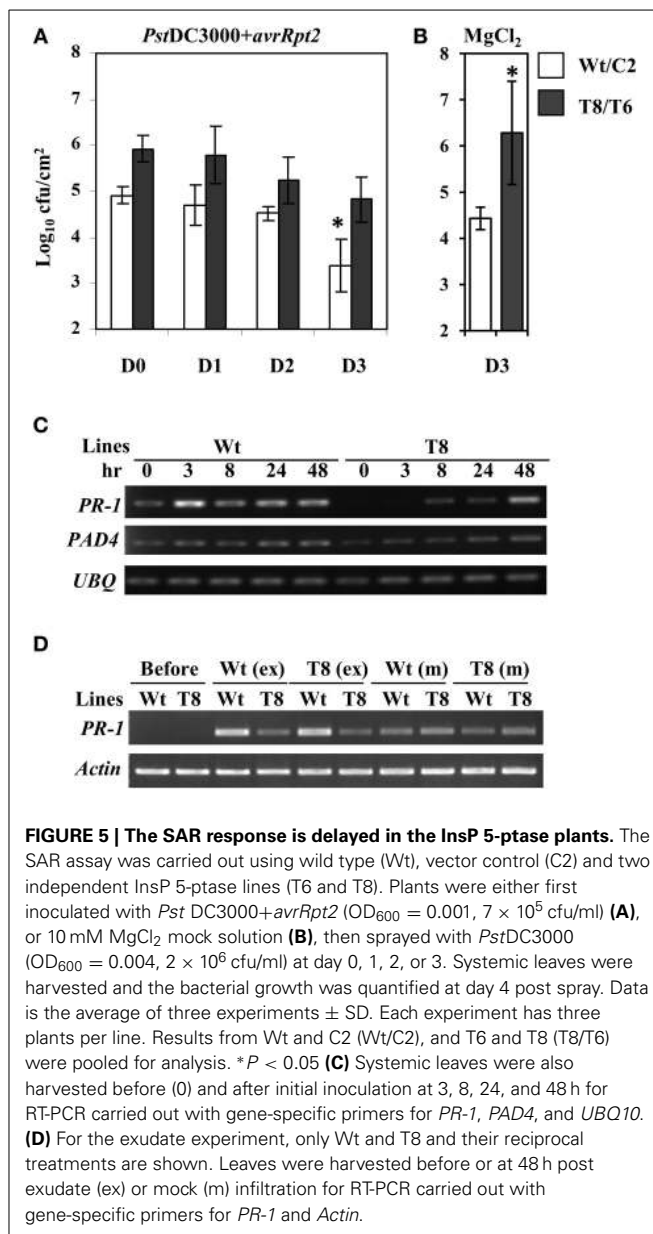 A PstDC3000+avrRpt2
B MgCl2
Wt/C2
T8/T6
8
7
6
5
4
3
2
Log10 cfu/cm2
*
D0 D1 D2 D3
8
7
6
5
4
3
2
*
D3
C
Lines Wt T8
hr 0 3 8 24 48 0 3 8 24 48
PR-1
PAD4
UBQ
D
Before Wt (ex) T8 (ex) Wt (m) T8 (m)
Lines Wt T8 Wt T8 Wt T8 Wt T8 Wt T8
PR-1
Actin
FIGURE 5 | The SAR response is delayed in the InsP 5-ptase plants. The
SAR assay was carried out using wild type (Wt), vector control (C2) and two
independent InsP 5-ptase lines (T6 and T8). Plants were either first
inoculated with Pst DC3000+avrRpt2 (OD600 = 0.001, 7 × 10⁵ cfu/ml) (A),
or 10 mM MgCl2 mock solution (B), then sprayed with PstDC3000
(OD600 = 0.004, 2 × 10⁶ cfu/ml) at day 0, 1, 2, or 3. Systemic leaves were
harvested and the bacterial growth was quantified at day 4 post spray. Data
is the average of three experiments ± SD. Each experiment has three
plants per line. Results from Wt and C2 (Wt/C2), and T6 and T8 (T8/T6)
were pooled for analysis. *P < 0.05 (C) Systemic leaves were also
harvested before (0) and after initial inoculation at 3, 8, 24, and 48 h for
RT-PCR carried out with gene-specific primers for PR-1, PAD4, and UBQ10.
(D) For the exudate experiment, only Wt and T8 and their reciprocal
treatments are shown. Leaves were harvested before or at 48 h post
exudate (ex) or mock (m) infiltration for RT-PCR carried out with
gene-specific primers for PR-1 and Actin.